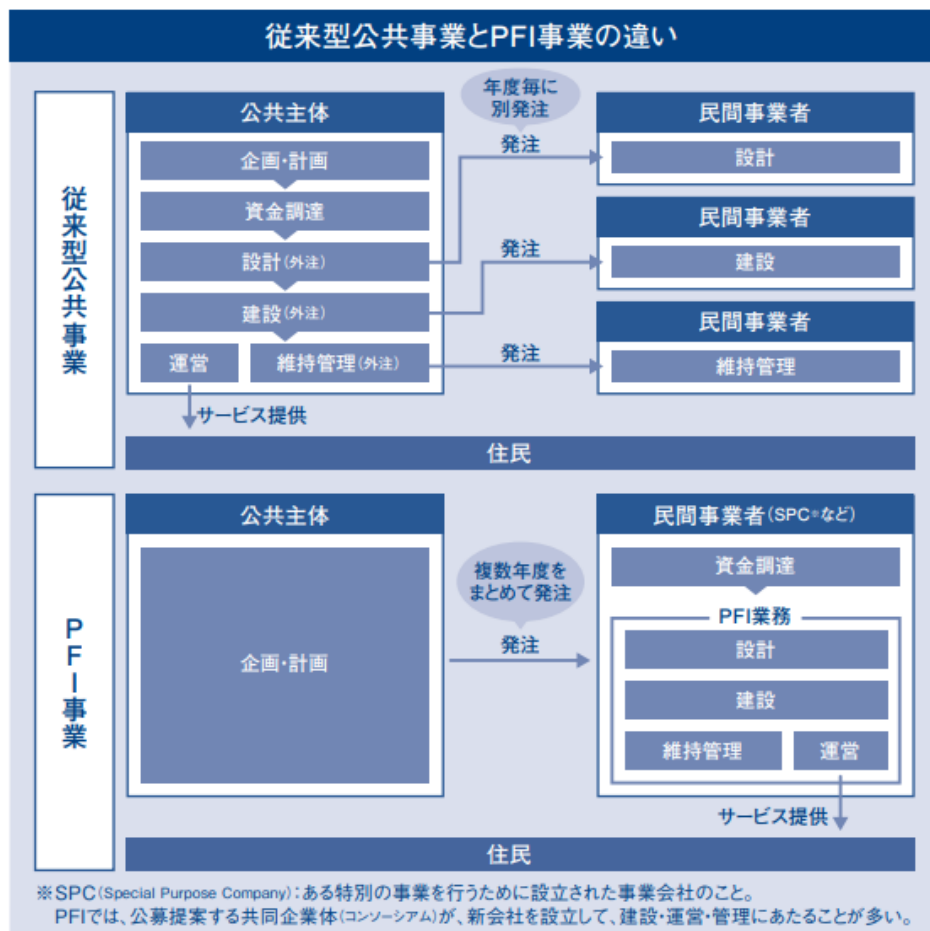 従来型公共事業とPFI事業の違い
従来型公共事業
公共主体
企画・計画
資金調達
設計(外注)
建設(外注)
運営
維持管理(外注)
サービス提供
年度毎に
別発注
発注
発注
発注
民間事業者
設計
民間事業者
建設
民間事業者
維持管理
住民
PFI事業
公共主体
企画・計画
複数年度を
まとめて発注
発注
民間事業者(SPC※など)
資金調達
PFI業務
設計
建設
維持管理
運営
サービス提供
住民
※SPC(Special Purpose Company):ある特別の事業を行うために設立された事業会社のこと。
PFIでは、公募提案する共同企業体(コンソーシアム)が、新会社を設立して、建設・運営・管理にあたることが多い。